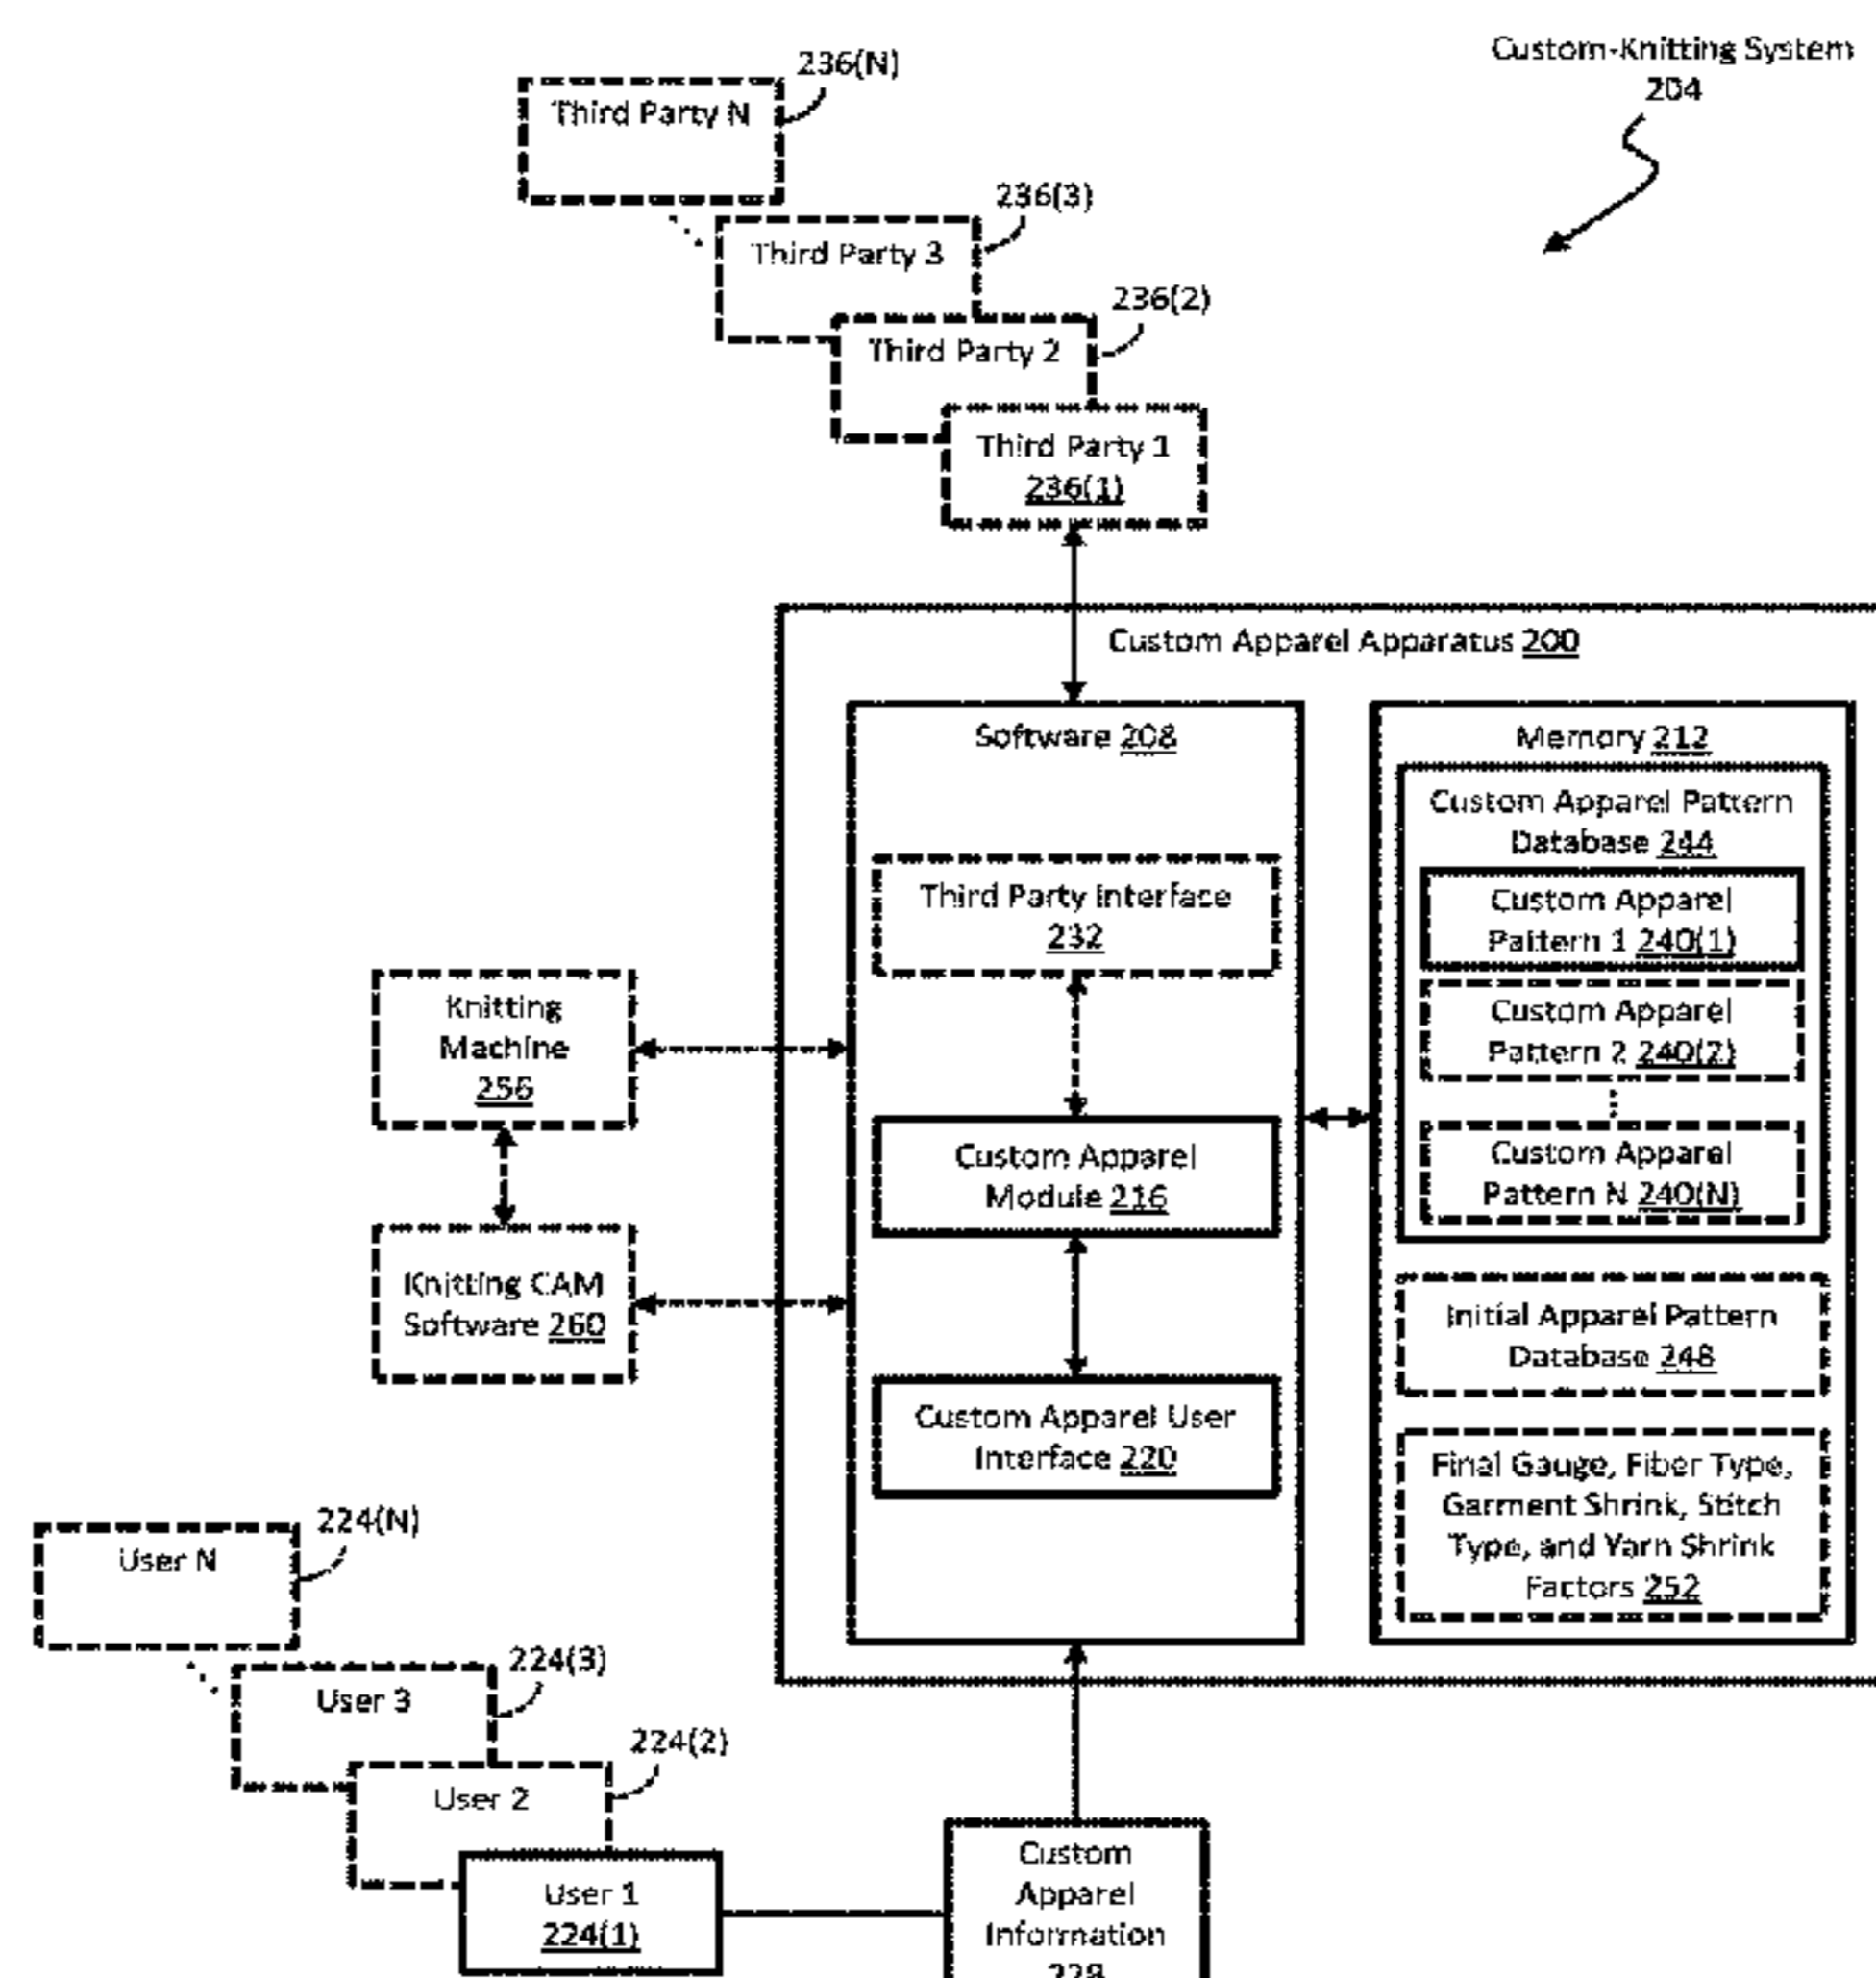 Custom-Knitting System
204
236(N)
Third Party N
236(3)
Third Party 3
236(2)
Third Party 2
Third Party 1
236(1)
Custom Apparel Apparatus 200
Software 208
Third Party Interface
232
Custom Apparel
Module 216
Custom Apparel User
Interface 220
Memory 212
Custom Apparel Pattern
Database 244
Custom Apparel
Pattern 1 240(1)
Custom Apparel
Pattern 2 240(2)
Custom Apparel
Pattern N 240(N)
Initial Apparel Pattern
Database 248
Final Gauge, Fiber Type,
Garment Shrink, Stitch
Type, and Yarn Shrink
Factors 252
Knitting
Machine
256
Knitting CAM
Software 260
224(N)
User N
224(3)
User 3
224(2)
User 2
User 1
224(1)
Custom
Apparel
Information
228